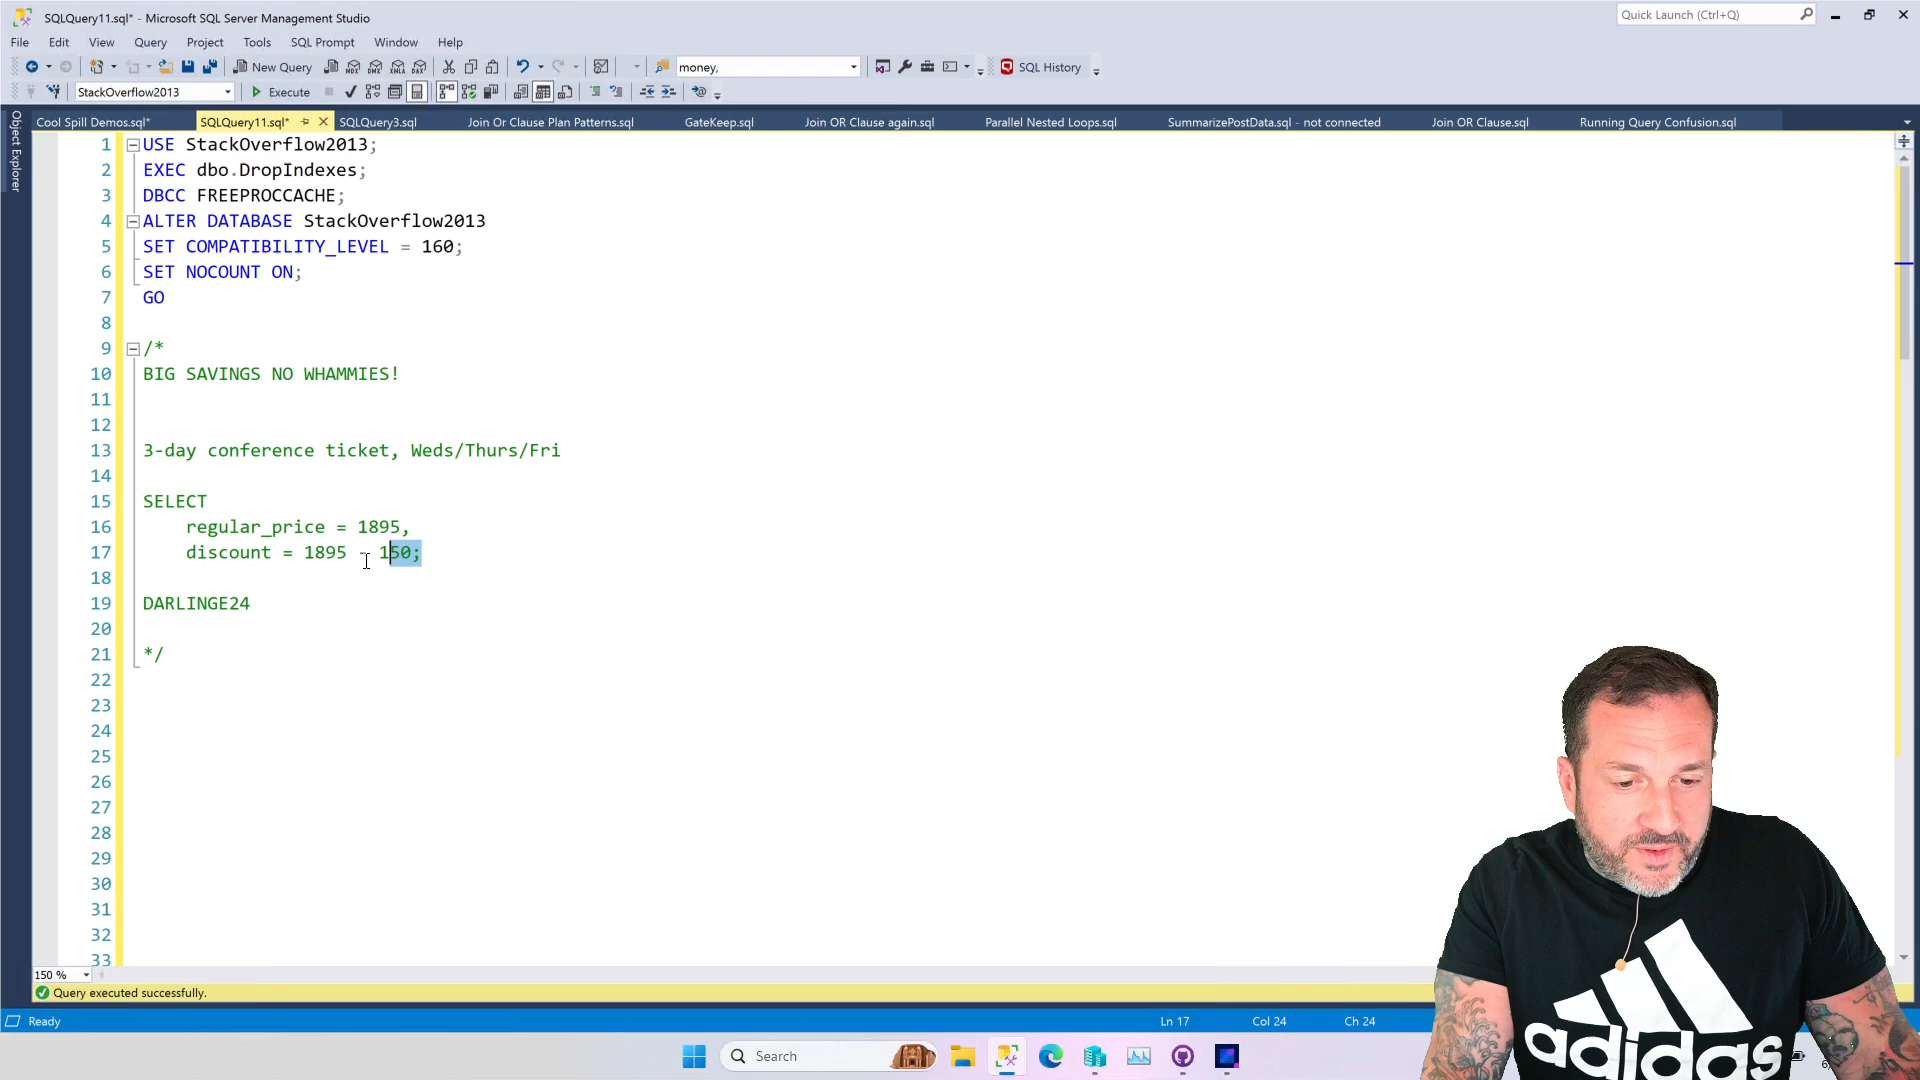 SQLQuery11.sql* - Microsoft SQL Server Management Studio
Quick Launch (Ctrl+Q)
File Edit View Query Project Tools SQL Prompt Window Help
New Query MDX DMX XMLA DAX money, SQL History
StackOverflow2013 Execute
Object Explorer
Cool Spill Demos.sql* SQLQuery11.sql* SQLQuery3.sql Join Or Clause Plan Patterns.sql GateKeep.sql Join OR Clause again.sql Parallel Nested Loops.sql SummarizePostData.sql - not connected Join OR Clause.sql Running Query Confusion.sql
1 USE StackOverflow2013;
2 EXEC dbo.DropIndexes;
3 DBCC FREEPROCCACHE;
4 ALTER DATABASE StackOverflow2013
5 SET COMPATIBILITY_LEVEL = 160;
6 SET NOCOUNT ON;
7 GO
8
9 /*
10 BIG SAVINGS NO WHAMMIES!
11
12
13 3-day conference ticket, Weds/Thurs/Fri
14
15 SELECT
16 regular_price = 1895,
17 discount = 1895 - 150;
18
19 DARLINGE24
20
21 */
22
23
24
25
26
27
28
29
30
31
32
33
150 %
Query executed successfully.
Ready Ln 17 Col 24 Ch 24
Search
adidas